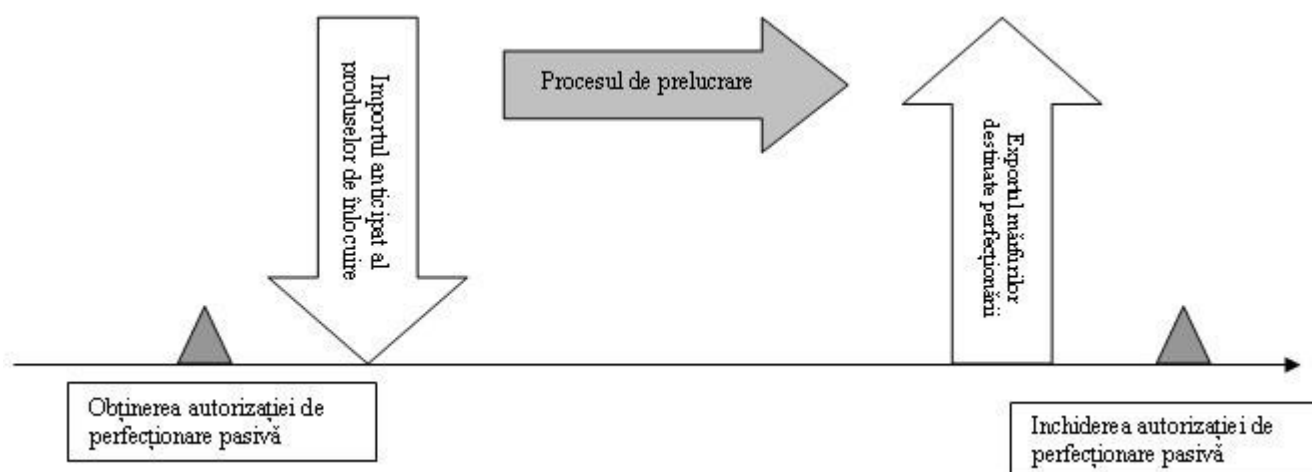 Importul anticipat al
produselor de înlocuire
Procesul de prelucrare
Exportul mărfurilor
destinate perfecționării
Obținerea autorizației de
perfecționare pasivă
Inchiderea autorizației de
perfecționare pasivă